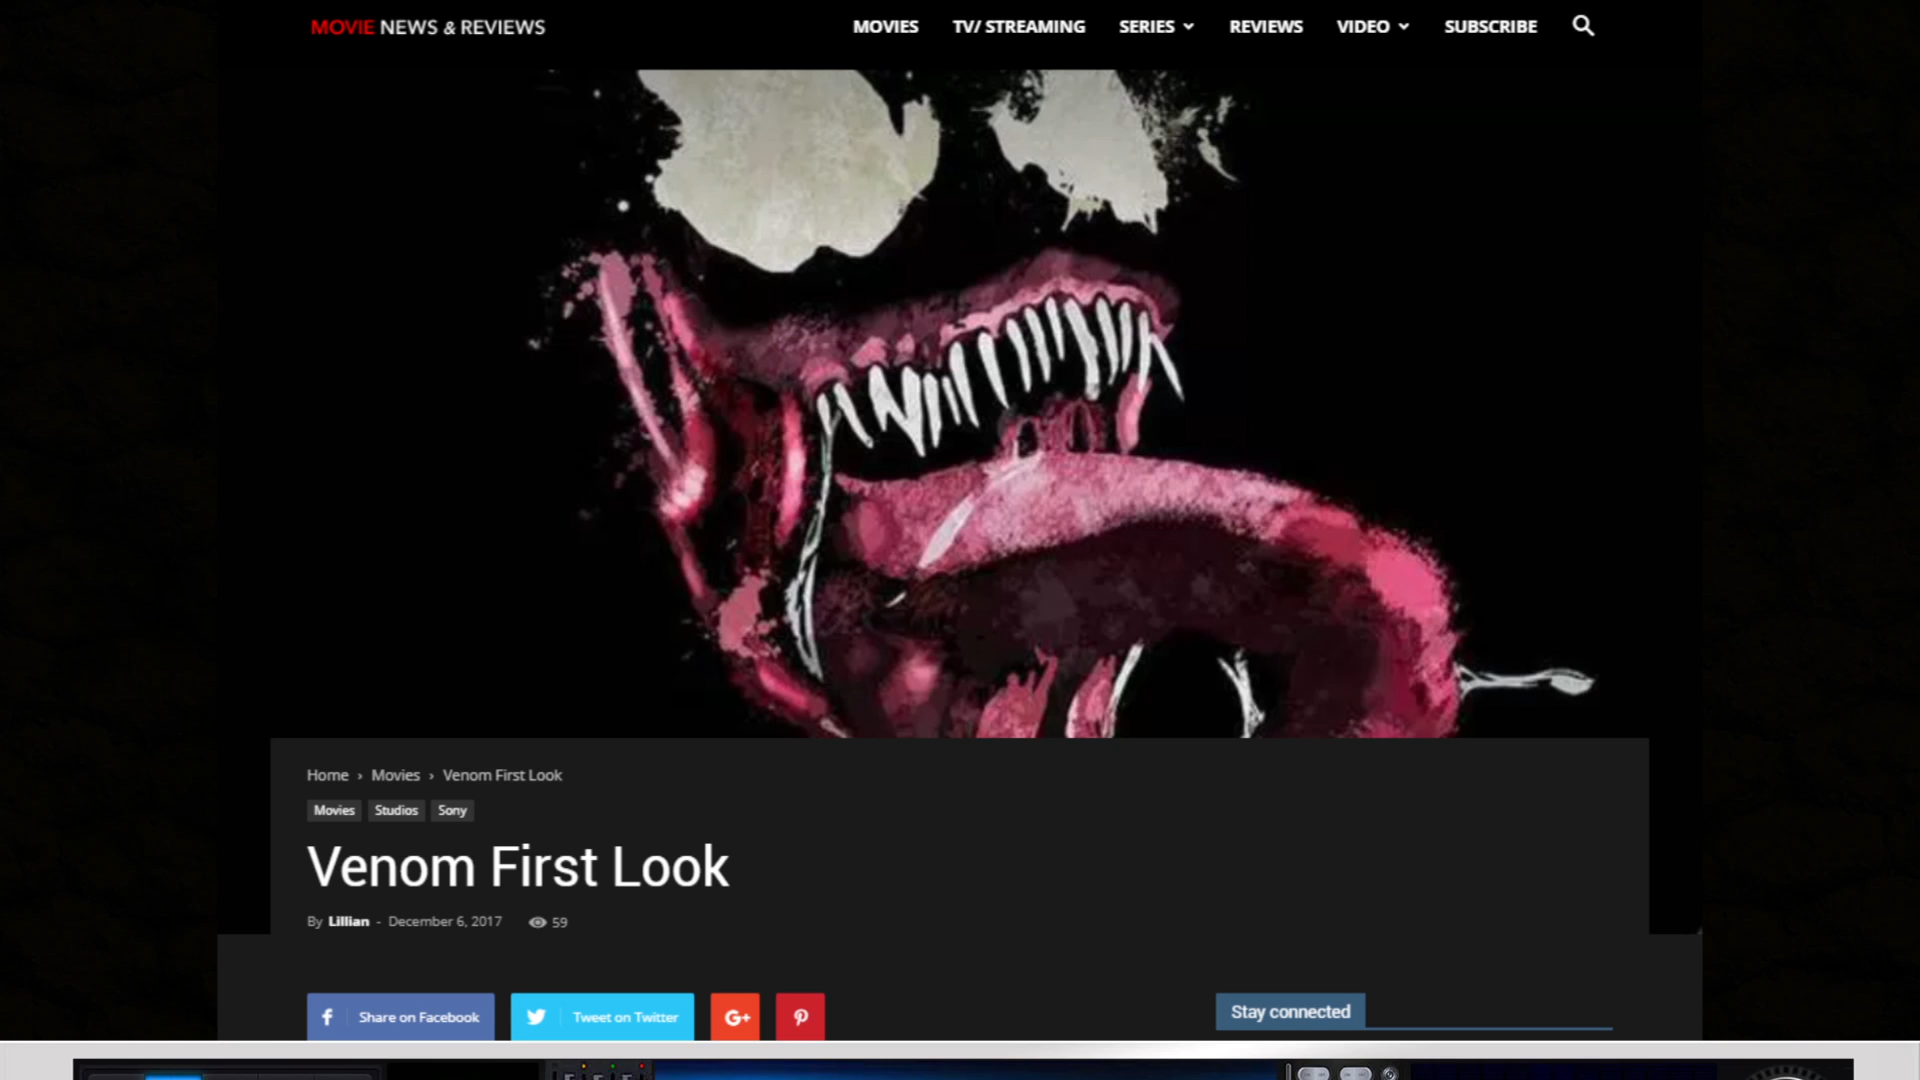 MOVIE NEWS & REVIEWS
MOVIES TV/ STREAMING SERIES REVIEWS VIDEO SUBSCRIBE
Home › Movies › Venom First Look
Movies Studios Sony
Venom First Look
By Lillian - December 6, 2017 59
Share on Facebook Tweet on Twitter G+
Stay connected